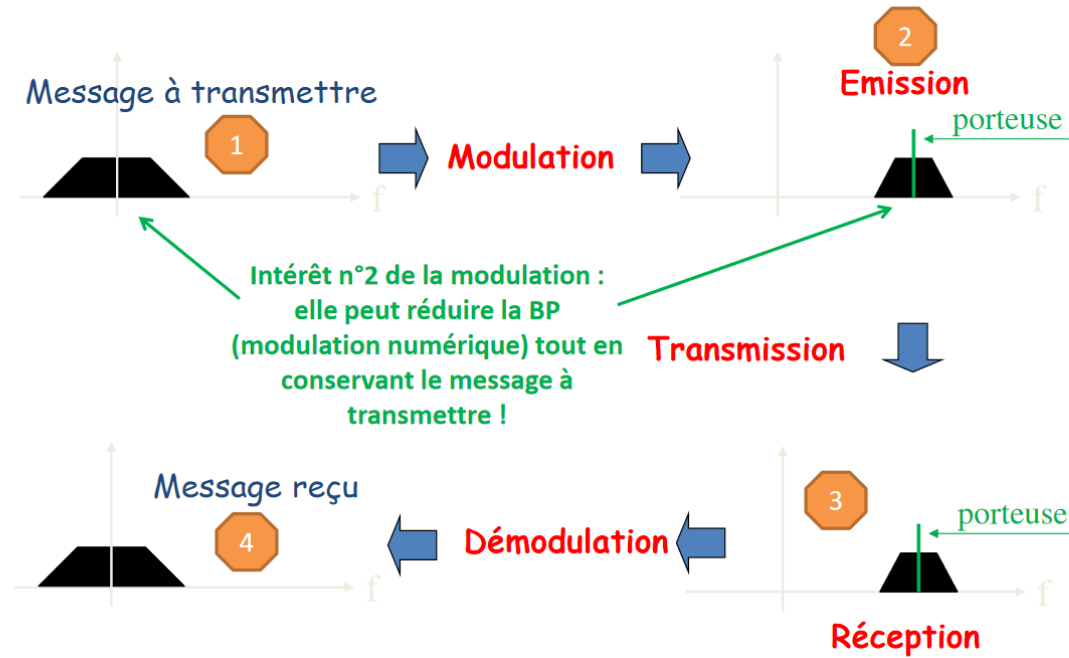 Message à transmettre
1
f
Modulation
2
Emission
porteuse
f
Intérêt n°2 de la modulation :
elle peut réduire la BP
(modulation numérique) tout en
conservant le message à
transmettre !
Transmission
3
porteuse
f
Réception
Démodulation
Message reçu
4
f